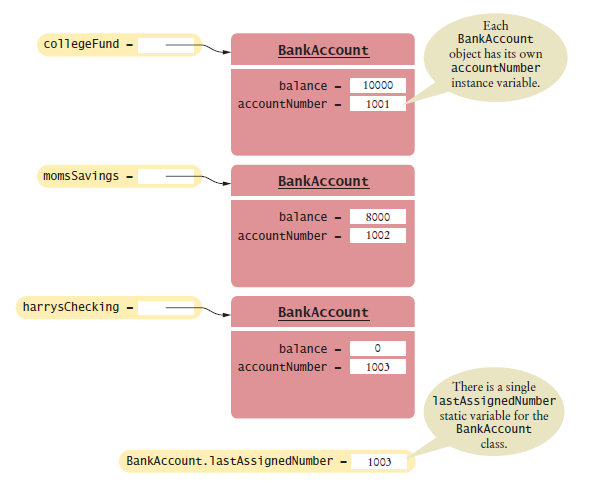 collegeFund =
BankAccount
balance = 10000
accountNumber = 1001
Each
BankAccount
object has its own
accountNumber
instance variable.
momsSavings =
BankAccount
balance = 8000
accountNumber = 1002
harrysChecking =
BankAccount
balance = 0
accountNumber = 1003
There is a single
lastAssignedNumber
static variable for the
BankAccount
class.
BankAccount.lastAssignedNumber = 1003